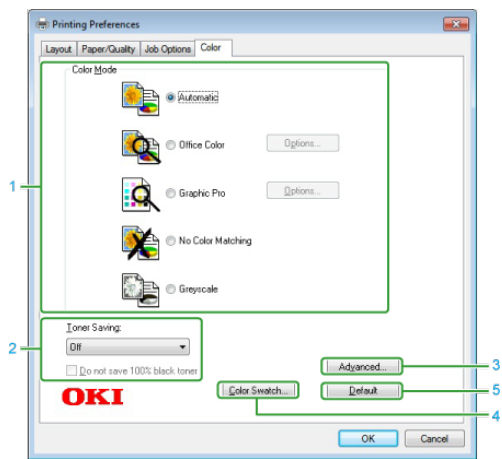 Printing Preferences
Layout Paper/Quality Job Options Color
Color Mode
Automatic
Office Color Options...
1
Graphic Pro Options...
No Color Matching
Greyscale
Toner Saving:
2
Off
Do not save 100% black toner
Advanced... 3
OKI
Color Swatch... Default 5
4
OK Cancel